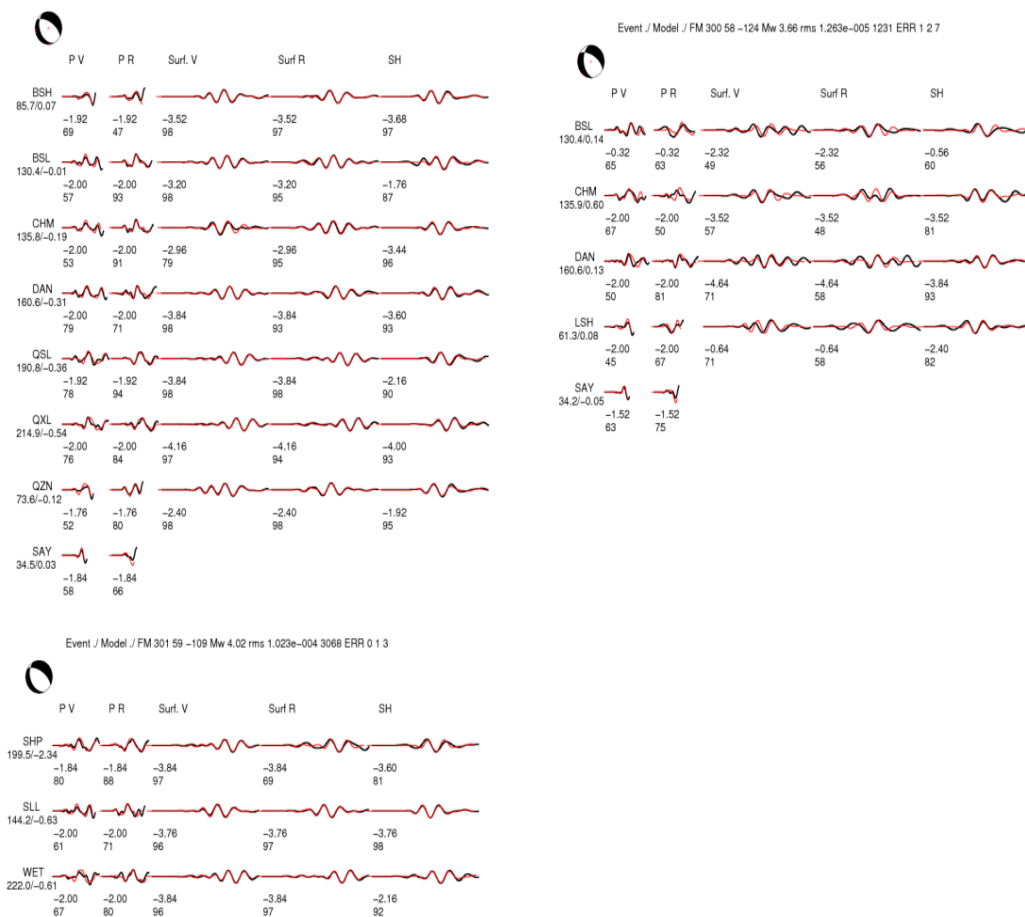 P V P R Surf. V Surf R SH
BSH
85.7/0.07
−1.92 −1.92 −3.52 −3.52 −3.68
69 47 98 97 97
BSL
130.4/−0.01
−2.00 −2.00 −3.20 −3.20 −1.76
57 93 98 95 87
CHM
135.8/−0.19
−2.00 −2.00 −2.96 −2.96 −3.44
53 91 79 95 96
DAN
160.6/−0.31
−2.00 −2.00 −3.84 −3.84 −3.60
79 71 98 93 93
QSL
190.8/−0.36
−1.92 −1.92 −3.84 −3.84 −2.16
78 94 98 98 90
QXL
214.9/−0.54
−2.00 −2.00 −4.16 −4.16 −4.00
76 84 97 94 93
QZN
73.6/−0.12
−1.76 −1.76 −2.40 −2.40 −1.92
52 80 98 98 95
SAY
34.5/0.03
−1.84 −1.84
58 66
Event ./ Model ./ FM 300 58 −124 Mw 3.66 rms 1.263e−005 1231 ERR 1 2 7
P V P R Surf. V Surf R SH
BSL
130.4/0.14
−0.32 −0.32 −2.32 −2.32 −0.56
65 63 49 56 60
CHM
135.9/0.60
−2.00 −2.00 −3.52 −3.52 −3.52
67 50 57 48 81
DAN
160.6/0.13
−2.00 −2.00 −4.64 −4.64 −3.84
50 81 71 58 93
LSH
61.3/0.08
−2.00 −2.00 −0.64 −0.64 −2.40
45 67 71 58 82
SAY
34.2/−0.05
−1.52 −1.52
63 75
Event ./ Model ./ FM 301 59 −109 Mw 4.02 rms 1.023e−004 3068 ERR 0 1 3
P V P R Surf. V Surf R SH
SHP
199.5/−2.34
−1.84 −1.84 −3.84 −3.84 −3.60
80 88 97 69 81
SLL
144.2/−0.63
−2.00 −2.00 −3.76 −3.76 −3.76
61 71 96 97 98
WET
222.0/−0.61
−2.00 −2.00 −3.84 −3.84 −2.16
67 80 96 97 92